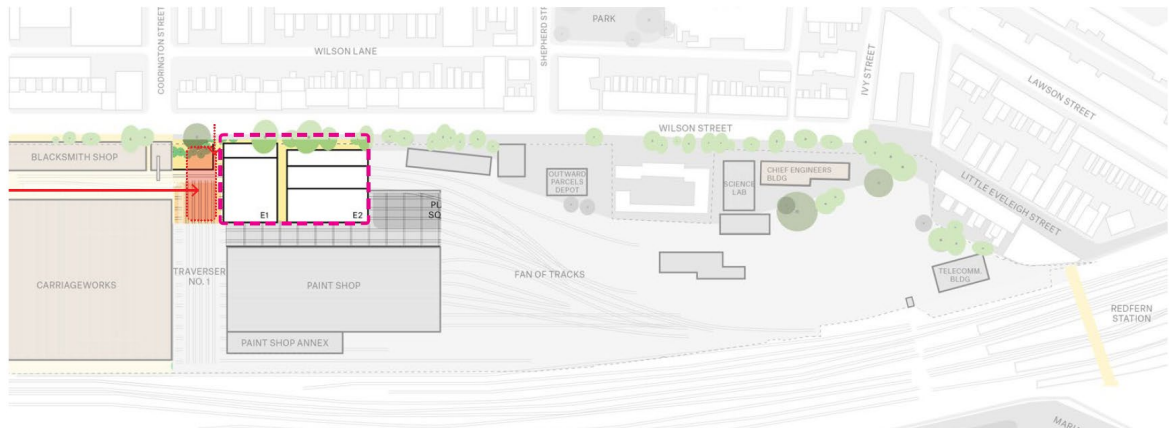 CODRINGTON STREET
WILSON LANE
SHEPHERD ST
PARK
IVY STREET
LAWSON STREET
WILSON STREET
LITTLE EVELEIGH STREET
BLACKSMITH SHOP
OUTWARD
PARCELS
DEPOT
SCIENCE
LAB
CHIEF ENGINEERS
BLDG
E1
E2
PL
SQ
CARRIAGEWORKS
TRAVERSER
NO. 1
PAINT SHOP
FAN OF TRACKS
TELECOMM.
BLDG
REDFERN
STATION
PAINT SHOP ANNEX